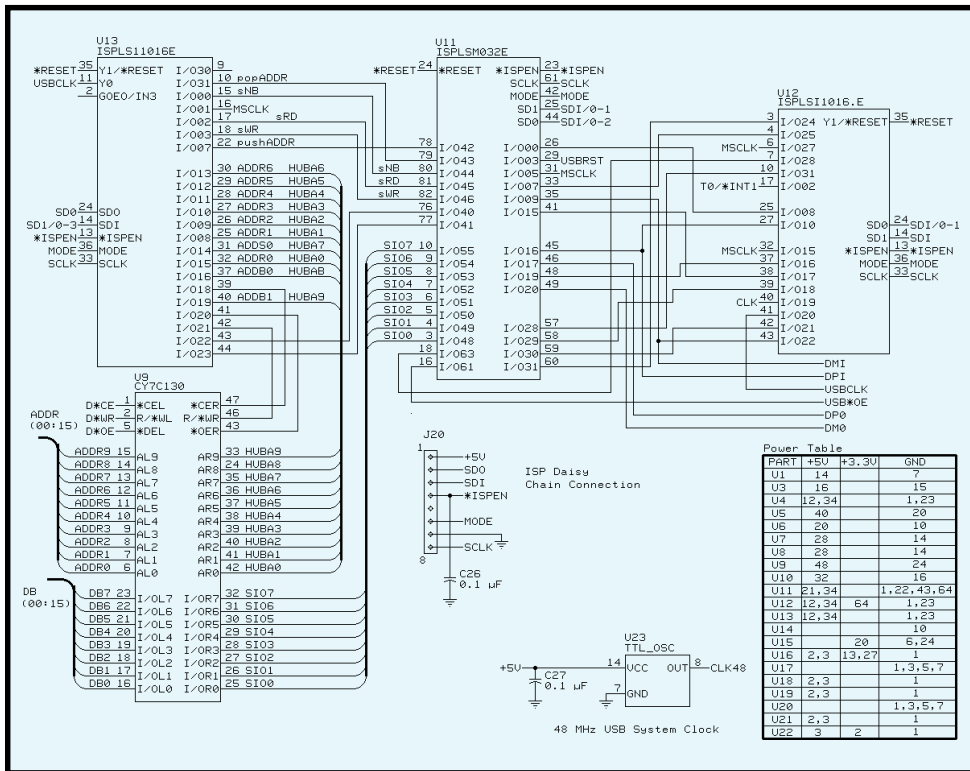 U13
ISPLS11016E
*RESET 35 Y1/*RESET I/O30 9
USBCLK 11 Y0 I/O31 10 popADDR
2 GOEO/IN3 I/O00 15 sNB
I/O01 16 MSCLK
I/O02 17 sRD
I/O03 18 sWR
I/O07 22 pushADDR
I/O13 30 ADDR6 HUBA6
I/O12 29 ADDR5 HUBA5
I/O11 28 ADDR4 HUBA4
SD0 24 SDO I/O10 27 ADDR3 HUBA3
SD1/0-3 14 SDI I/O09 26 ADDR2 HUBA2
*ISPEN 13 *ISPEN I/O08 25 ADDR1 HUBA1
MODE 36 MODE I/O14 31 ADDS0 HUBA7
SCLK 33 SCLK I/O15 32 ADDR0 HUBA0
I/O16 37 ADDB0 HUBAB
I/O18 39
I/O19 40 ADDB1 HUBA9
I/O20 41
I/O21 42
I/O22 43
I/O23 44
U11
ISPLSM032E
*RESET 24 *RESET *ISPEN 23 *ISPEN
SCLK 61 SCLK
MODE 42 MODE
SD1 25 SDI/0-1
SD0 44 SDI/0-2
78 I/O42 I/O00 26
79 I/O43 I/O03 29 USBRST
sNB 80 I/O44 I/O05 31 MSCLK
sRD 81 I/O45 I/O07 33
sWR 82 I/O46 I/O09 35
76 I/O40 I/O15 41
77 I/O41
SIO7 10 I/O55 I/O16 45
SIO6 9 I/O54 I/O17 46
SIO5 8 I/O53 I/O19 48
SIO4 7 I/O52 I/O20 49
SIO3 6 I/O51
SIO2 5 I/O50
SIO1 4 I/O49 I/O28 57
SIO0 3 I/O48 I/O29 58
18 I/O63 I/O30 59
16 I/O61 I/O31 60
U12
ISPLSI1016.E
3 I/O24 Y1/*RESET 35 *RESET
4 I/O25
MSCLK 6 I/O27
7 I/O28
10 I/O31
T0/*INT1 17 I/O02
25 I/O08
27 I/O10 SD0 24 SDI/0-1
SD1 14 SDI
MSCLK 32 I/O15 *ISPEN 13 *ISPEN
37 I/O16 MODE 36 MODE
38 I/O17 SCLK 33 SCLK
39 I/O18
CLK 40 I/O19
41 I/O20
42 I/O21
43 I/O22
DMI
DPI
USBCLK
USB*OE
DP0
DM0
U9
CY7C130
D*CE 1 *CEL *CER 47
D*WR 2 R/*WL R/*WR 46
D*OE 5 *DEL *OER 43
ADDR
(00:15)
ADDR9 15 AL9 AR9 33 HUBA9
ADDR8 14 AL8 AR8 24 HUBA8
ADDR7 13 AL7 AR7 35 HUBA7
ADDR6 12 AL6 AR6 36 HUBA6
ADDR5 11 AL5 AR5 37 HUBA5
ADDR4 10 AL4 AR4 38 HUBA4
ADDR3 9 AL3 AR3 39 HUBA3
ADDR2 8 AL2 AR2 40 HUBA2
ADDR1 7 AL1 AR1 41 HUBA1
ADDR0 6 AL0 AR0 42 HUBA0
DB
(00:15)
DB7 23 I/OL7 I/OR7 32 SIO7
DB6 22 I/OL6 I/OR6 31 SIO6
DB5 21 I/OL5 I/OR5 30 SIO5
DB4 20 I/OL4 I/OR4 29 SIO4
DB3 19 I/OL3 I/OR3 28 SIO3
DB2 18 I/OL2 I/OR2 27 SIO2
DB1 17 I/OL1 I/OR1 26 SIO1
DB0 16 I/OL0 I/OR0 25 SIO0
J20
1
+5V
SDO
SDI
*ISPEN
MODE
SCLK
8
ISP Daisy
Chain Connection
C26
0.1 µF
U23
TTL_OSC
+5V 14 VCC OUT 8 CLK48
C27
0.1 µF
7 GND
48 MHz USB System Clock
Power Table
PART +5V +3.3V GND
U1 14 7
U3 16 15
U4 12,34 1,23
U5 40 20
U6 20 10
U7 28 14
U8 28 14
U9 48 24
U10 32 16
U11 21,34 1,22,43,64
U12 12,34 64 1,23
U13 12,34 1,23
U14 10
U15 20 6,24
U16 2,3 13,27 1
U17 1,3,5,7
U18 2,3 1
U19 2,3 1
U20 1,3,5,7
U21 2,3 1
U22 3 2 1